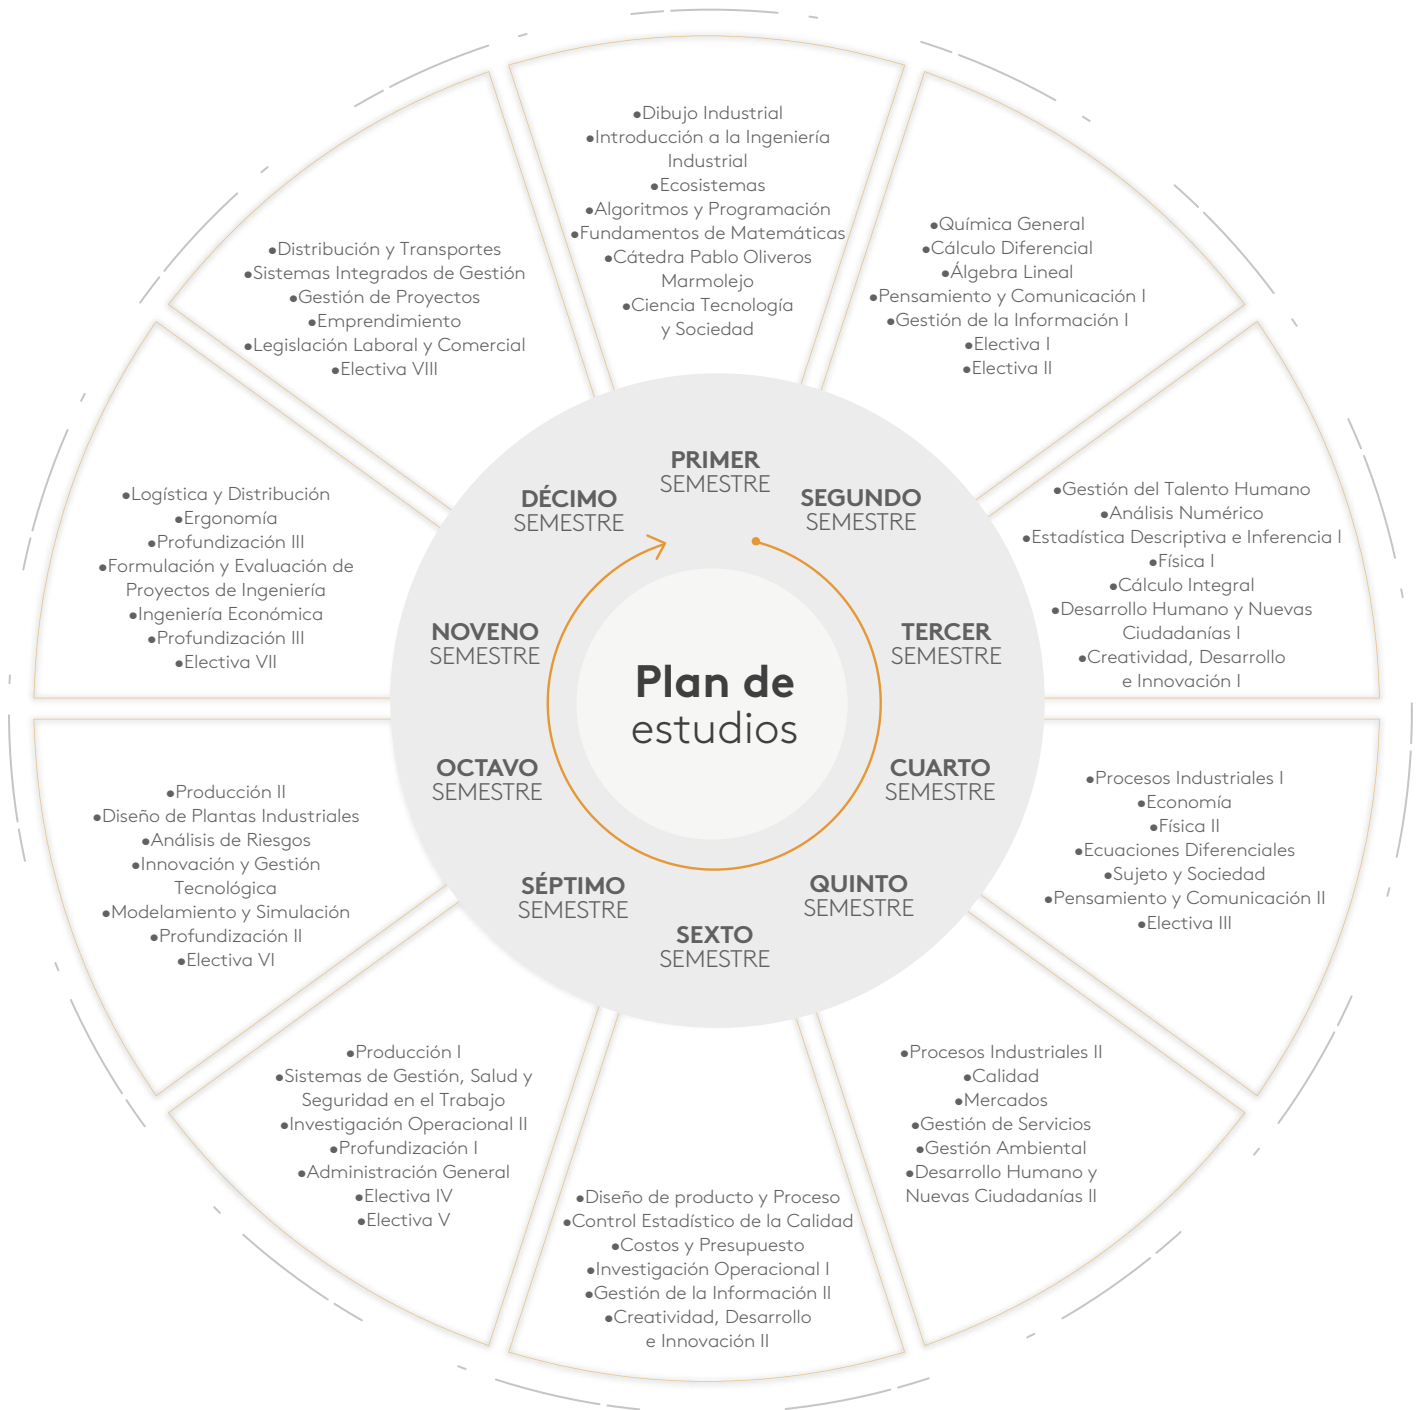 Plan de
estudios
PRIMER
SEMESTRE
●Dibujo Industrial
●Introducción a la Ingeniería
Industrial
●Ecosistemas
●Algoritmos y Programación
●Fundamentos de Matemáticas
●Cátedra Pablo Oliveros
Marmolejo
●Ciencia Tecnología
y Sociedad
SEGUNDO
SEMESTRE
●Química General
●Cálculo Diferencial
●Álgebra Lineal
●Pensamiento y Comunicación I
●Gestión de la Información I
●Electiva I
●Electiva II
TERCER
SEMESTRE
●Gestión del Talento Humano
●Análisis Numérico
●Estadística Descriptiva e Inferencia I
●Física I
●Cálculo Integral
●Desarrollo Humano y Nuevas
Ciudadanías I
●Creatividad, Desarrollo
e Innovación I
CUARTO
SEMESTRE
●Procesos Industriales I
●Economía
●Física II
●Ecuaciones Diferenciales
●Sujeto y Sociedad
●Pensamiento y Comunicación II
●Electiva III
QUINTO
SEMESTRE
●Procesos Industriales II
●Calidad
●Mercados
●Gestión de Servicios
●Gestión Ambiental
●Desarrollo Humano y
Nuevas Ciudadanías II
SEXTO
SEMESTRE
●Diseño de producto y Proceso
●Control Estadístico de la Calidad
●Costos y Presupuesto
●Investigación Operacional I
●Gestión de la Información II
●Creatividad, Desarrollo
e Innovación II
SÉPTIMO
SEMESTRE
●Producción I
●Sistemas de Gestión, Salud y
Seguridad en el Trabajo
●Investigación Operacional II
●Profundización I
●Administración General
●Electiva IV
●Electiva V
OCTAVO
SEMESTRE
●Producción II
●Diseño de Plantas Industriales
●Análisis de Riesgos
●Innovación y Gestión
Tecnológica
●Modelamiento y Simulación
●Profundización II
●Electiva VI
NOVENO
SEMESTRE
●Logística y Distribución
●Ergonomía
●Profundización III
●Formulación y Evaluación de
Proyectos de Ingeniería
●Ingeniería Económica
●Profundización III
●Electiva VII
DÉCIMO
SEMESTRE
●Distribución y Transportes
●Sistemas Integrados de Gestión
●Gestión de Proyectos
●Emprendimiento
●Legislación Laboral y Comercial
●Electiva VIII